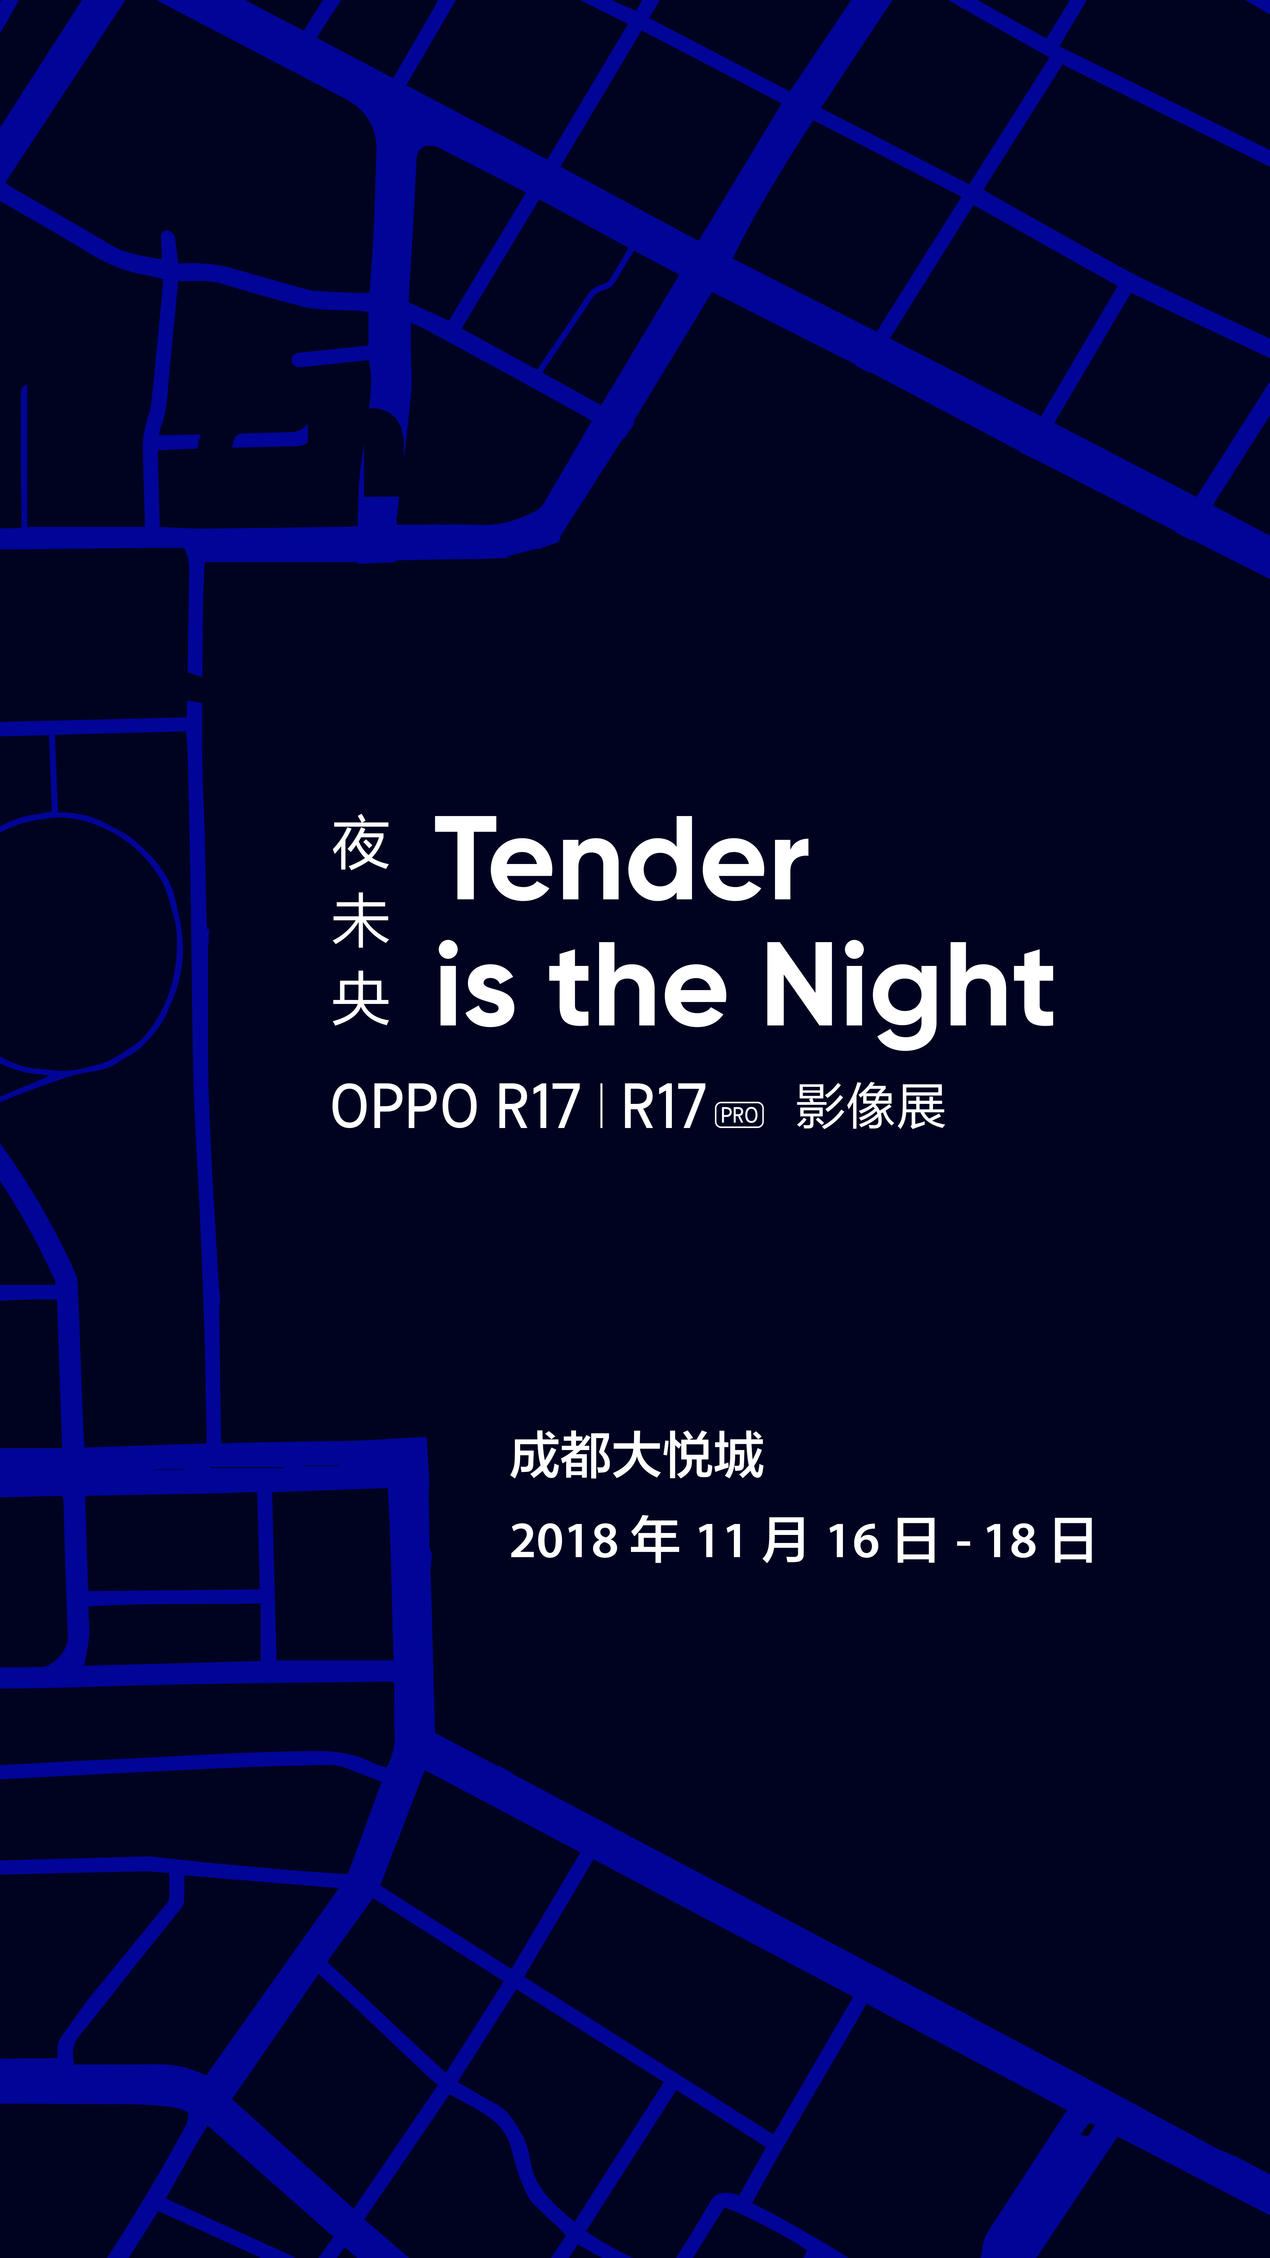 夜未央
Tender
is the Night
OPPO R17 | R17 PRO 影像展
成都大悦城
2018 年 11 月 16 日 - 18 日